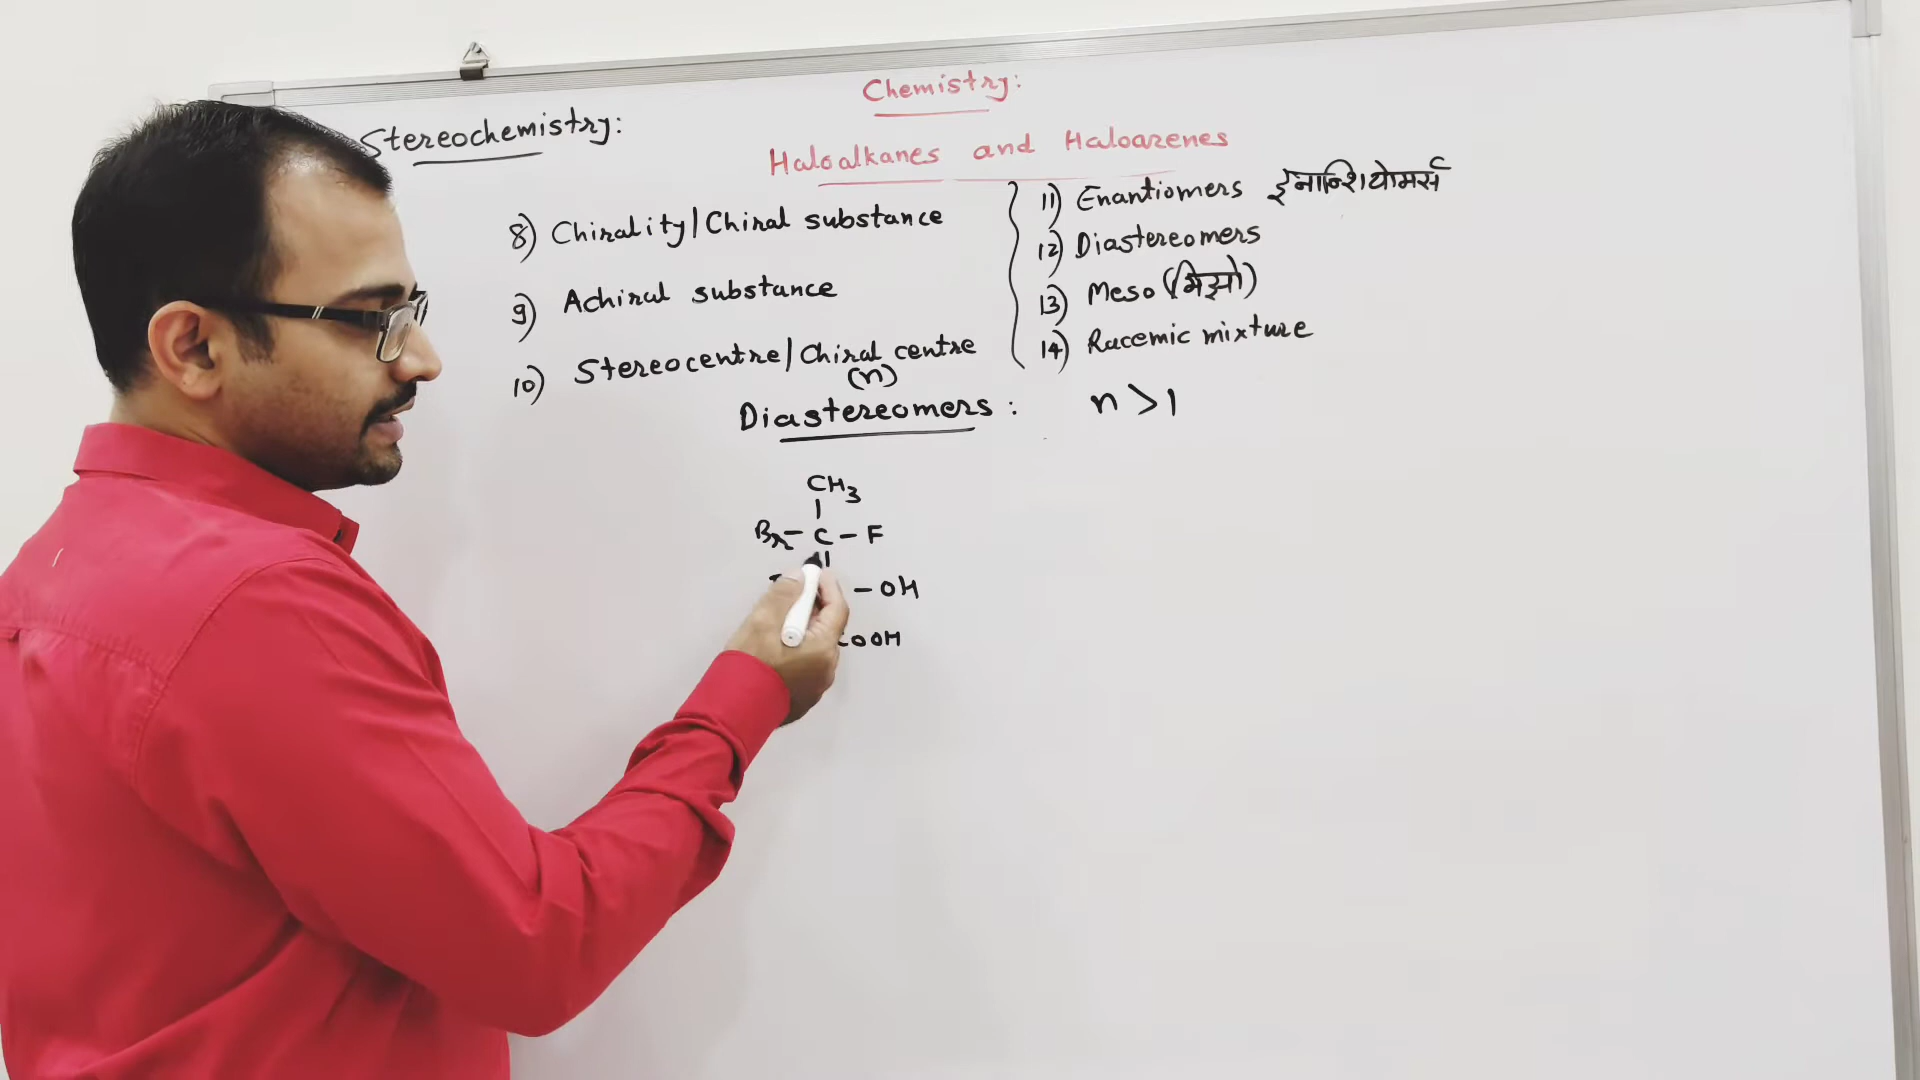 Chemistry:
Stereochemistry:
Haloalkanes and Haloarenes
8) Chirality/Chiral substance
9) Achiral substance
10) Stereocentre/Chiral centre
(n)
11) Enantiomers इनान्शियोमर्स
12) Diastereomers
13) Meso (मिसो)
14) Racemic mixture
Diastereomers: n > 1
CH3
Br - C - F
- OH
COOH